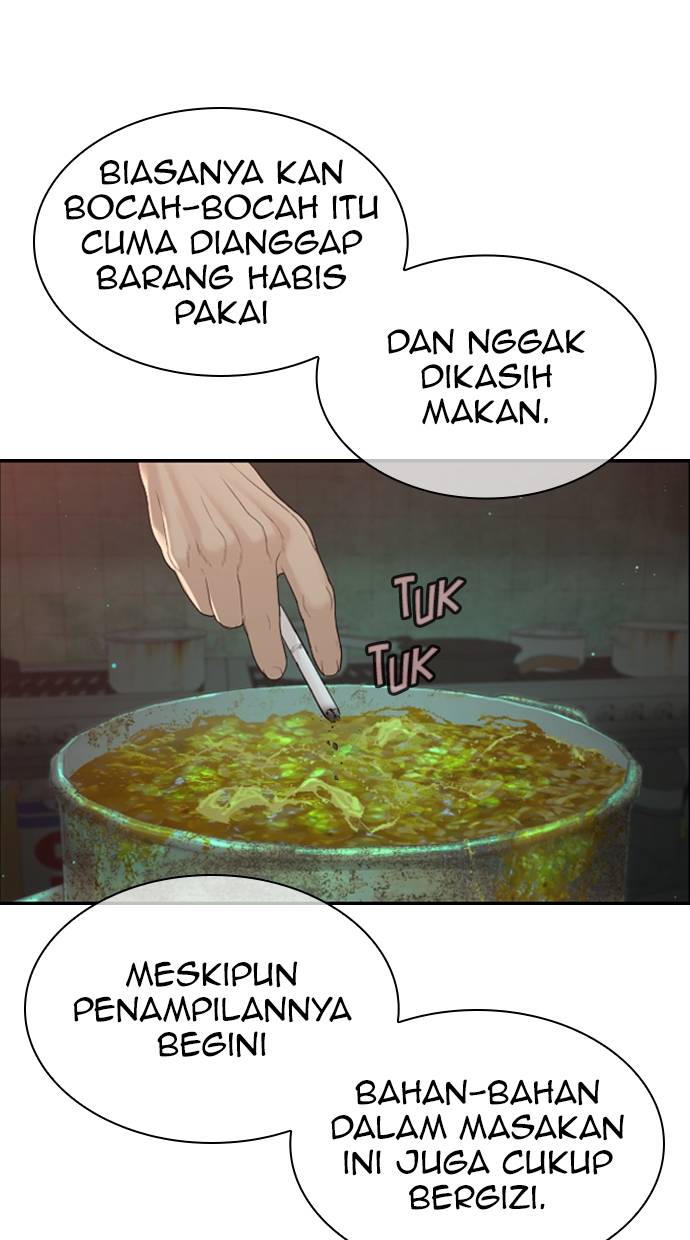 BIASANYA KAN
BOCAH-BOCAH ITU
CUMA DIANGGAP
BARANG HABIS
PAKAI
DAN NGGAK
DIKASIH
MAKAN.
TUK
TUK
MESKIPUN
PENAMPILANNYA
BEGINI
BAHAN-BAHAN
DALAM MASAKAN
INI JUGA CUKUP
BERGIZI.